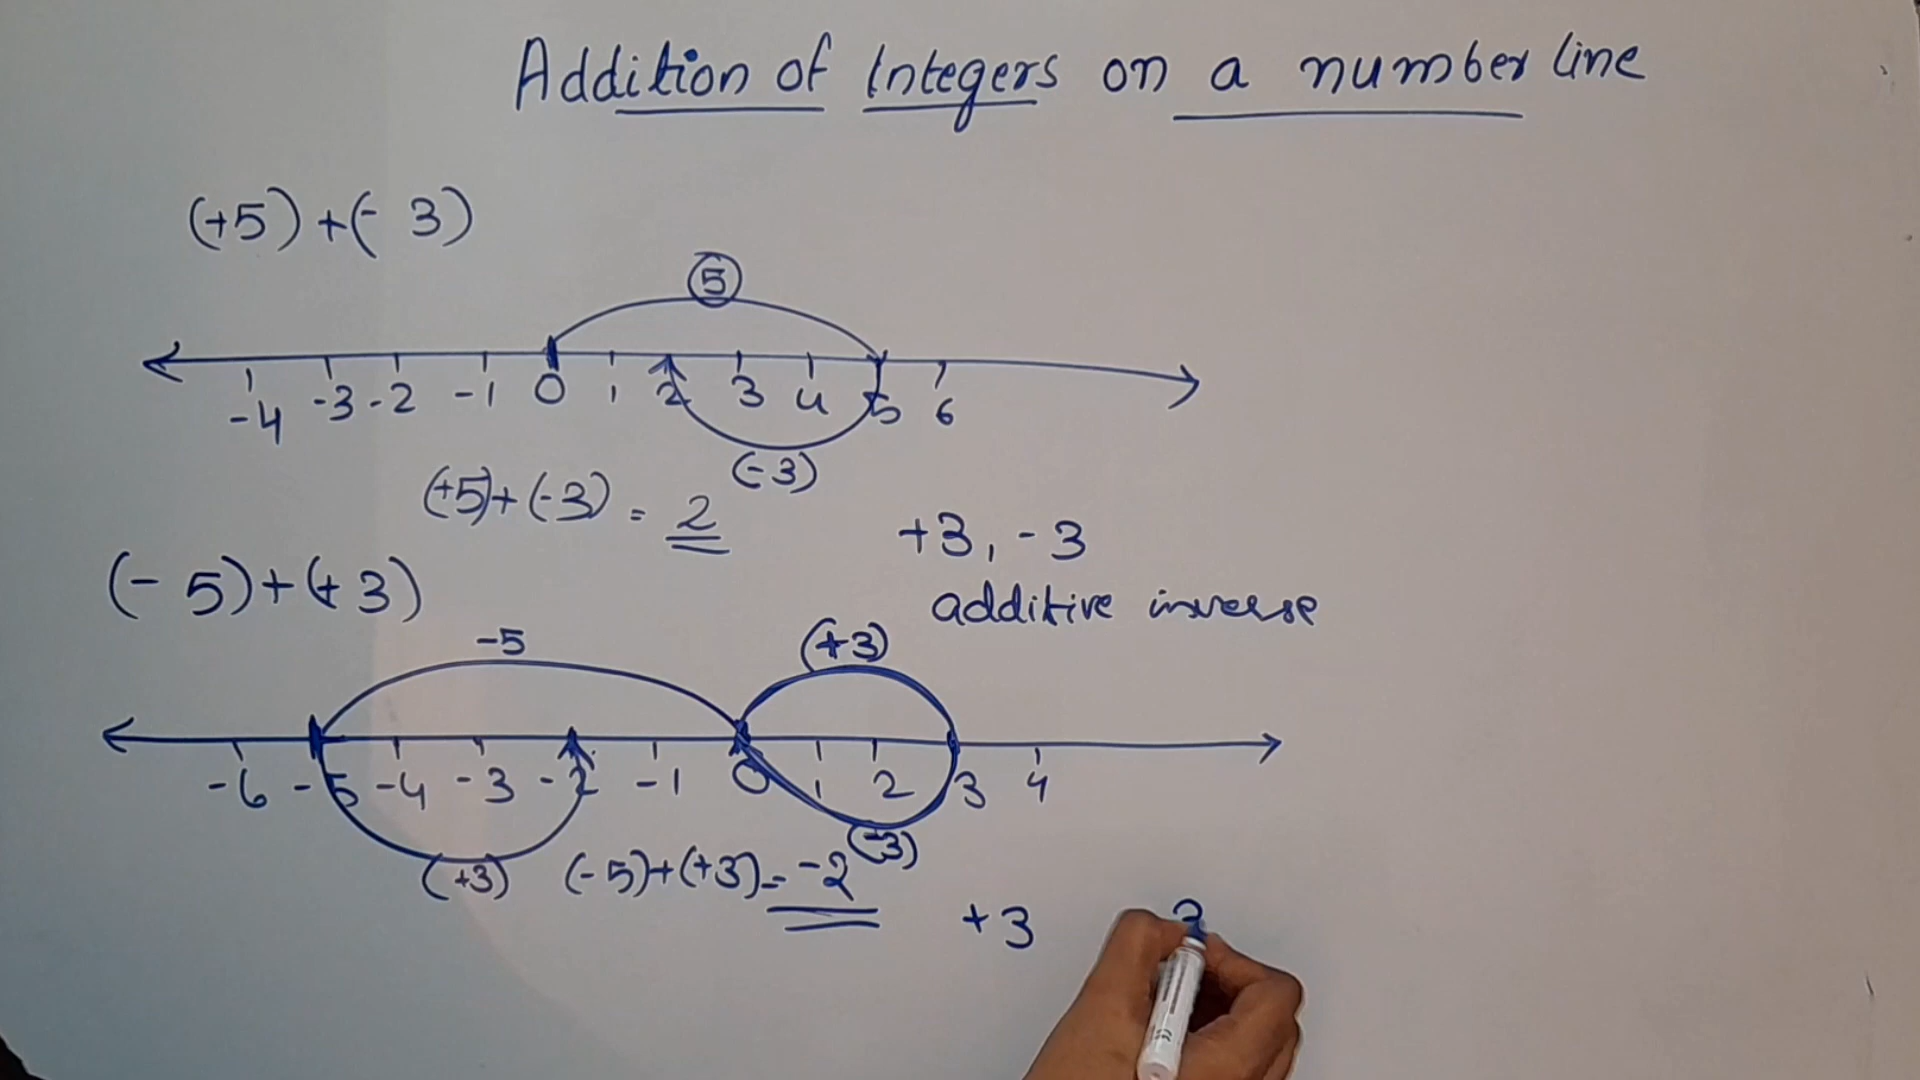 Addition of Integers on a number line
(+5)+(- 3)
5
-4 -3 -2 -1 0 1 2 3 4 5 6
(-3)
(+5)+(-3) = 2
+3, -3
additive inverse
(- 5)+(+3)
-5 (+3)
-6 -5 -4 -3 -2 -1 0 1 2 3 4
(-3)
(+3) (-5)+(+3)= -2
+3